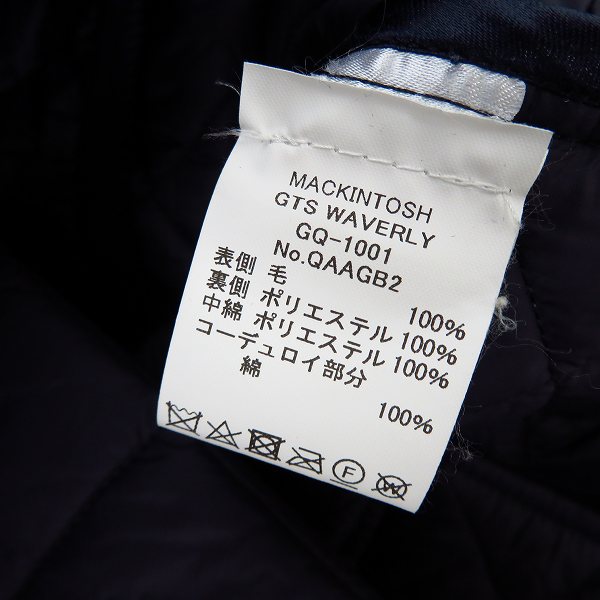 MACKINTOSH
GTS WAVERLY
GQ-1001
No.QAAGB2
表側 毛 100%
裏側 ポリエステル 100%
中綿 ポリエステル 100%
コーデュロイ部分
綿 100%
F W